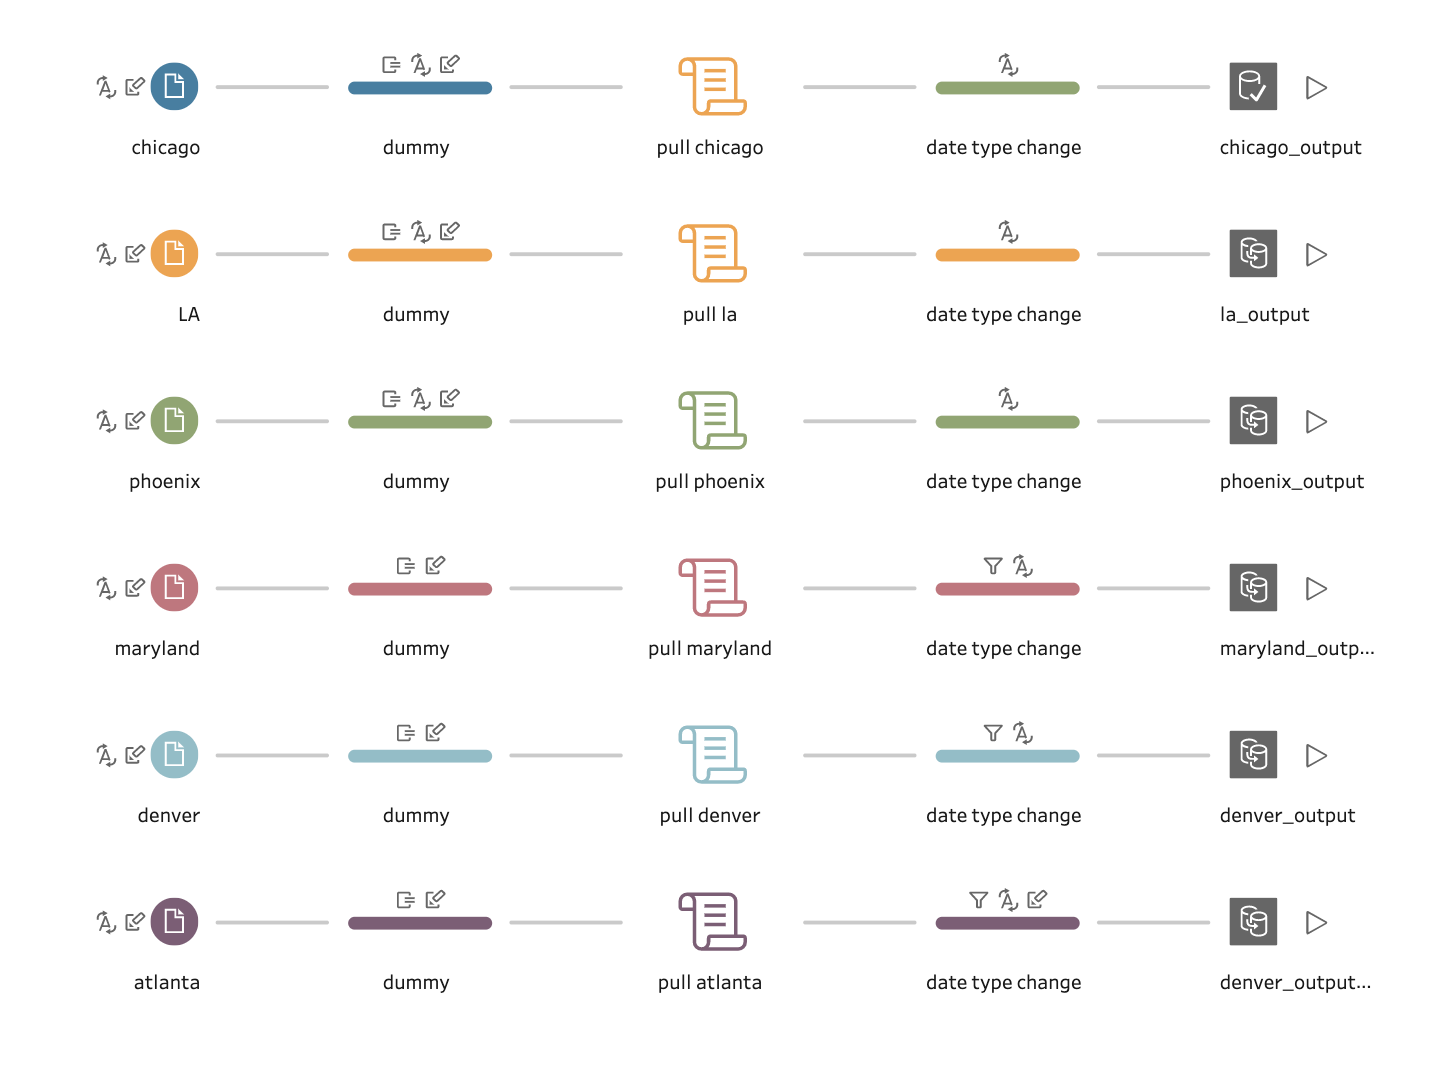 chicago dummy pull chicago date type change chicago_output
LA dummy pull la date type change la_output
phoenix dummy pull phoenix date type change phoenix_output
maryland dummy pull maryland date type change maryland_outp...
denver dummy pull denver date type change denver_output
atlanta dummy pull atlanta date type change denver_output...